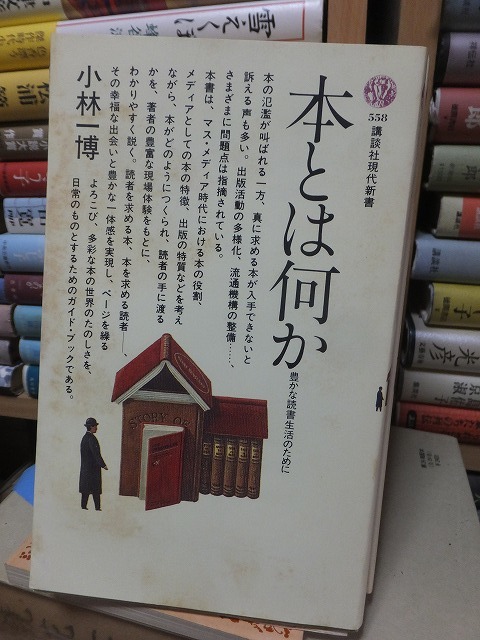 558 講談社現代新書
本とは何か
豊かな読書生活のために
本の氾濫が叫ばれる一方、真に求める本が入手できないと
訴える声も多い。出版活動の多様化、流通機構の整備……、
さまざまに問題点は指摘されている。
本書は、マス・メディア時代における本の役割、
メディアとしての本の特徴、出版の特質などを考え
ながら、本がどのようにつくられ、読者の手に渡る
かを、著者の豊富な現場体験をもとに、
わかりやすく説く。読者を求める本、本を求める読者――、
その幸福な出会いと豊かな一体感を実現し、ページを繰る
よろこび、多彩な本の世界のたのしさを、
日常のものとするためのガイド・ブックである。
小林一博
STORY OF
雪えくぼ
光彦